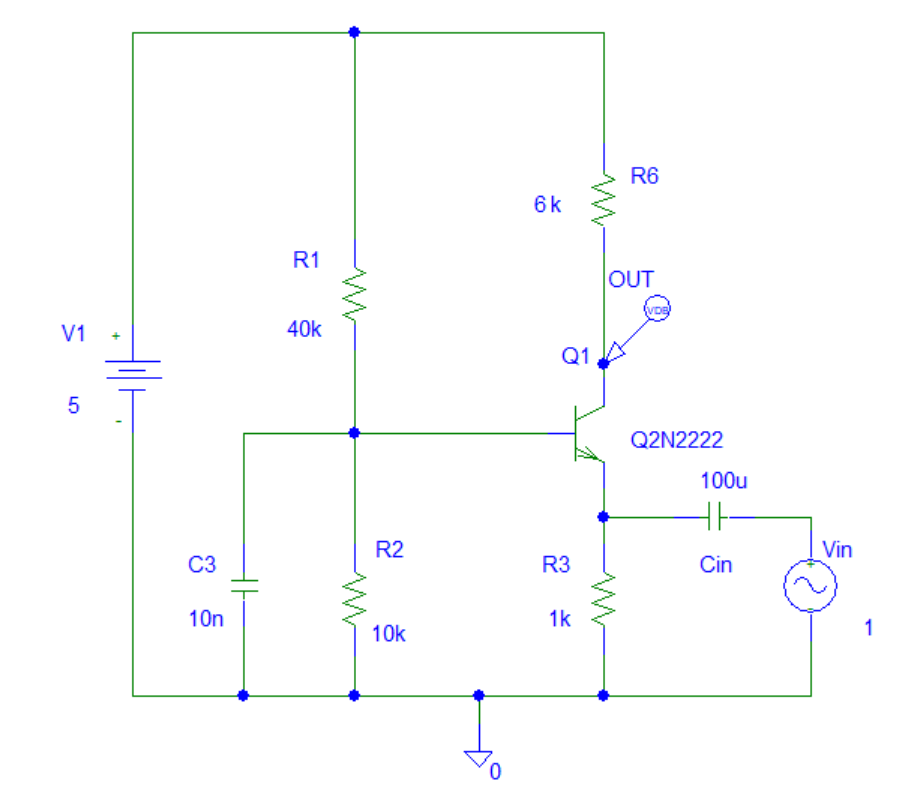 R6
6k
R1
OUT
VDB
40k
V1
+
Q1
5
-
Q2N2222
100u
C3
R2
R3
Cin
Vin
+
10n
10k
1k
1
-
0